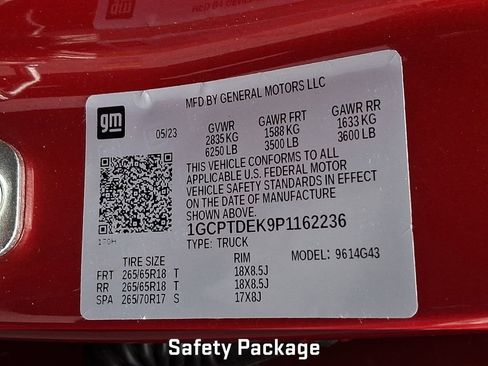 gm
MFD BY GENERAL MOTORS LLC
05/23 GVWR GAWR FRT GAWR RR
2835 KG 1588 KG 1633 KG
6250 LB 3500 LB 3600 LB
THIS VEHICLE CONFORMS TO ALL
APPLICABLE U.S. FEDERAL MOTOR
VEHICLE SAFETY STANDARDS IN EFFECT
ON THE DATE OF MANUFACTURE
SHOWN ABOVE.
1GCPTDEK9P1162236
TYPE: TRUCK
TIRE SIZE RIM MODEL: 9614G43
FRT 265/65R18 T 18X8.5J
RR 265/65R18 T 18X8.5J
SPA 265/70R17 S 17X8J
Safety Package